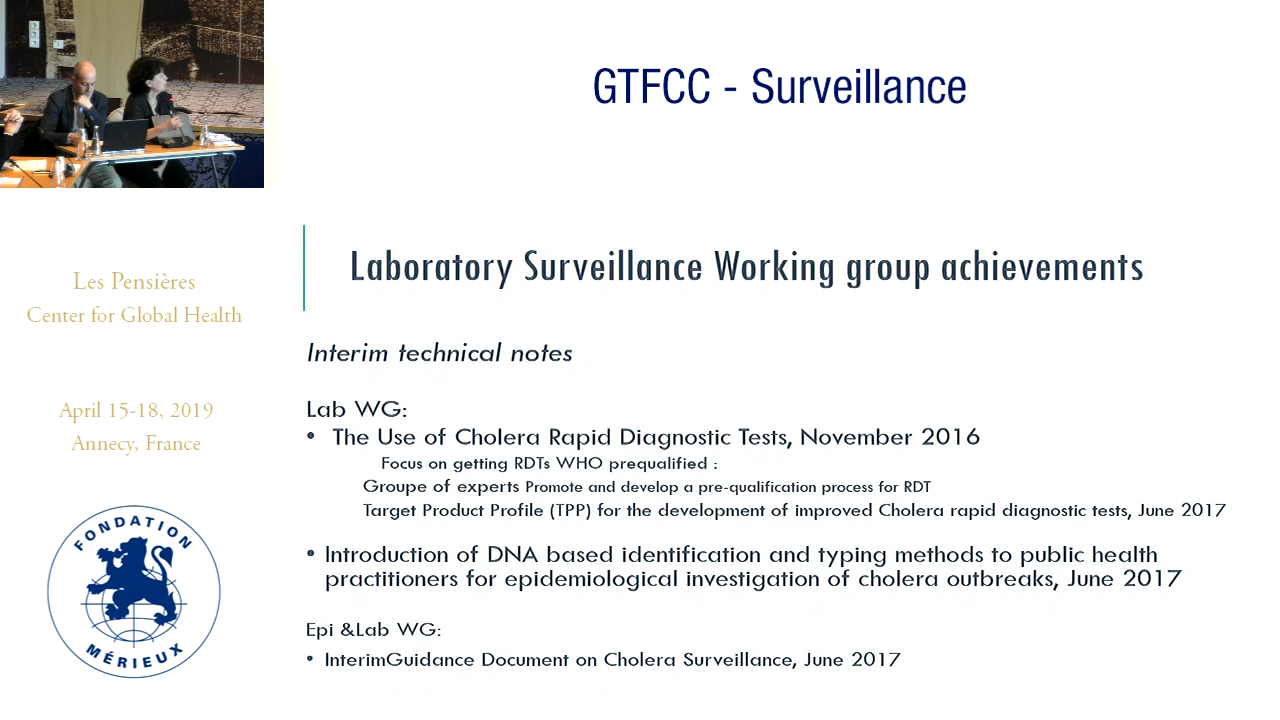 GTFCC - Surveillance
Les Pensières
Center for Global Health
April 15-18, 2019
Annecy, France
FONDATION
MÉRIEUX
Laboratory Surveillance Working group achievements
Interim technical notes
Lab WG:
• The Use of Cholera Rapid Diagnostic Tests, November 2016
Focus on getting RDTs WHO prequalified :
Groupe of experts Promote and develop a pre-qualification process for RDT
Target Product Profile (TPP) for the development of improved Cholera rapid diagnostic tests, June 2017
• Introduction of DNA based identification and typing methods to public health
practitioners for epidemiological investigation of cholera outbreaks, June 2017
Epi &Lab WG:
• InterimGuidance Document on Cholera Surveillance, June 2017